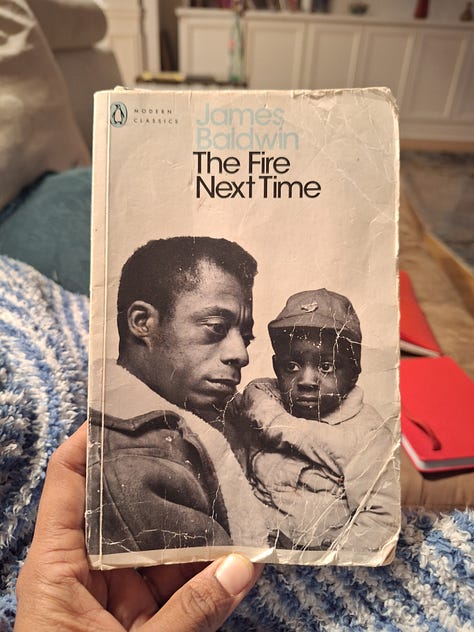 MODERN
CLASSICS
James
Baldwin
The Fire
Next Time